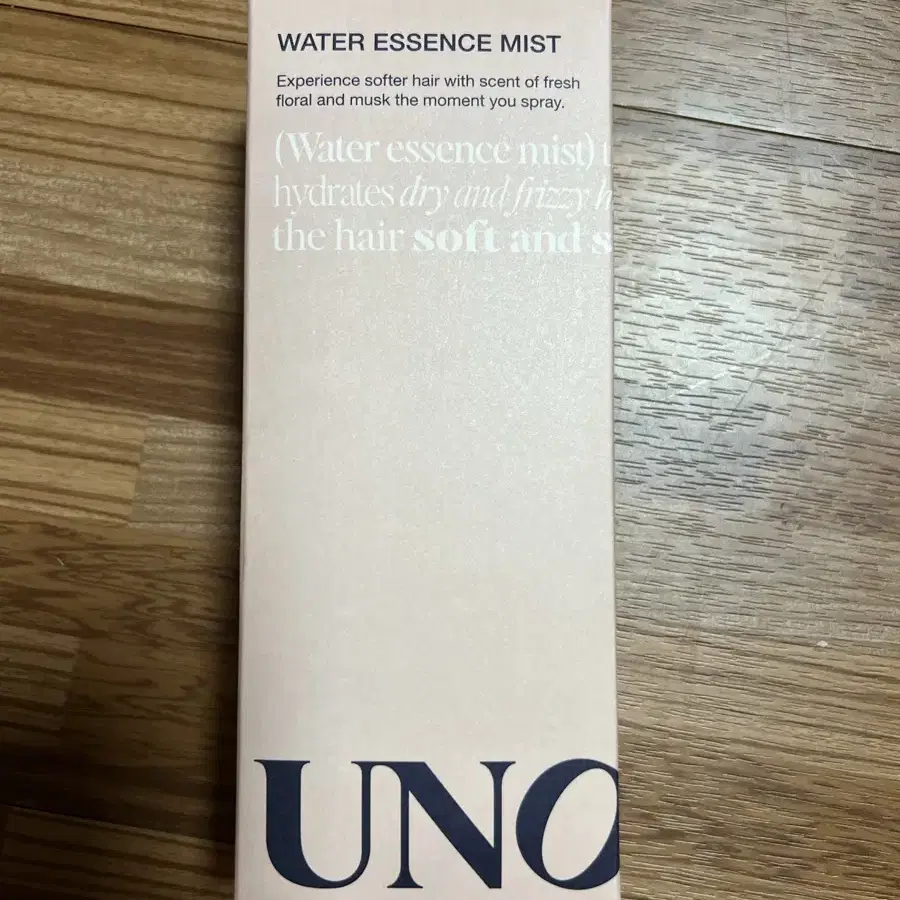 WATER ESSENCE MIST
Experience softer hair with scent of fresh
floral and musk the moment you spray.
(Water essence mist)
hydrates dry and frizzy
the hair soft and
UNO